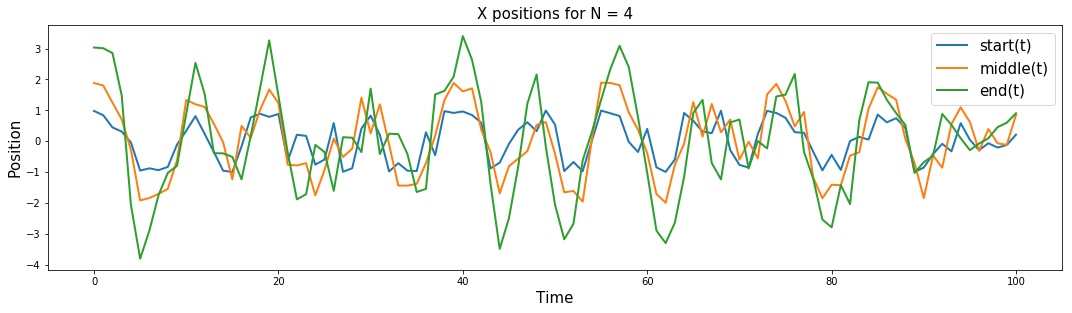 X positions for N = 4
Position
3
2
1
0
−1
−2
−3
−4
start(t)
middle(t)
end(t)
0 20 40 60 80 100
Time